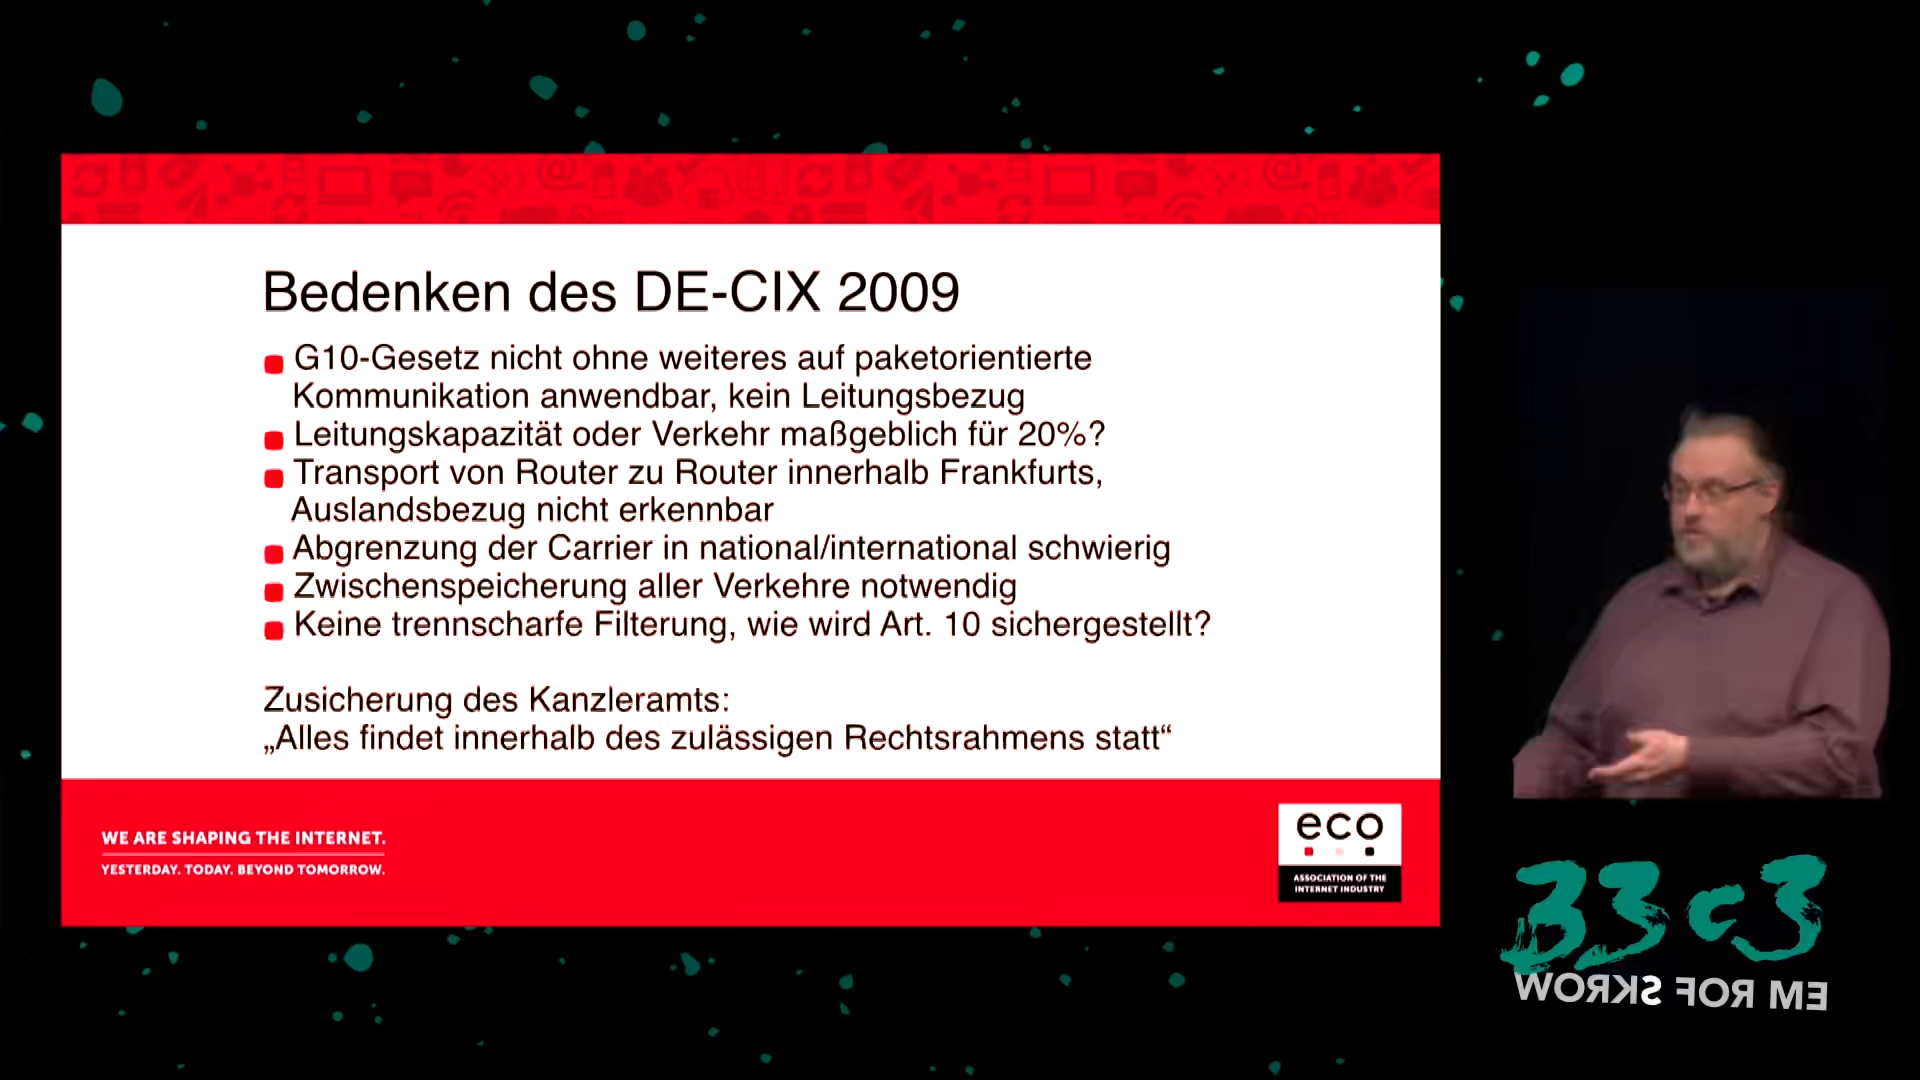 Bedenken des DE-CIX 2009
G10-Gesetz nicht ohne weiteres auf paketorientierte
Kommunikation anwendbar, kein Leitungsbezug
Leitungskapazität oder Verkehr maßgeblich für 20%?
Transport von Router zu Router innerhalb Frankfurts,
Auslandsbezug nicht erkennbar
Abgrenzung der Carrier in national/international schwierig
Zwischenspeicherung aller Verkehre notwendig
Keine trennscharfe Filterung, wie wird Art. 10 sichergestellt?
Zusicherung des Kanzleramts:
„Alles findet innerhalb des zulässigen Rechtsrahmens statt“
WE ARE SHAPING THE INTERNET.
YESTERDAY. TODAY. BEYOND TOMORROW.
eco
ASSOCIATION OF THE
INTERNET INDUSTRY
33c3
WORKS FOR ME